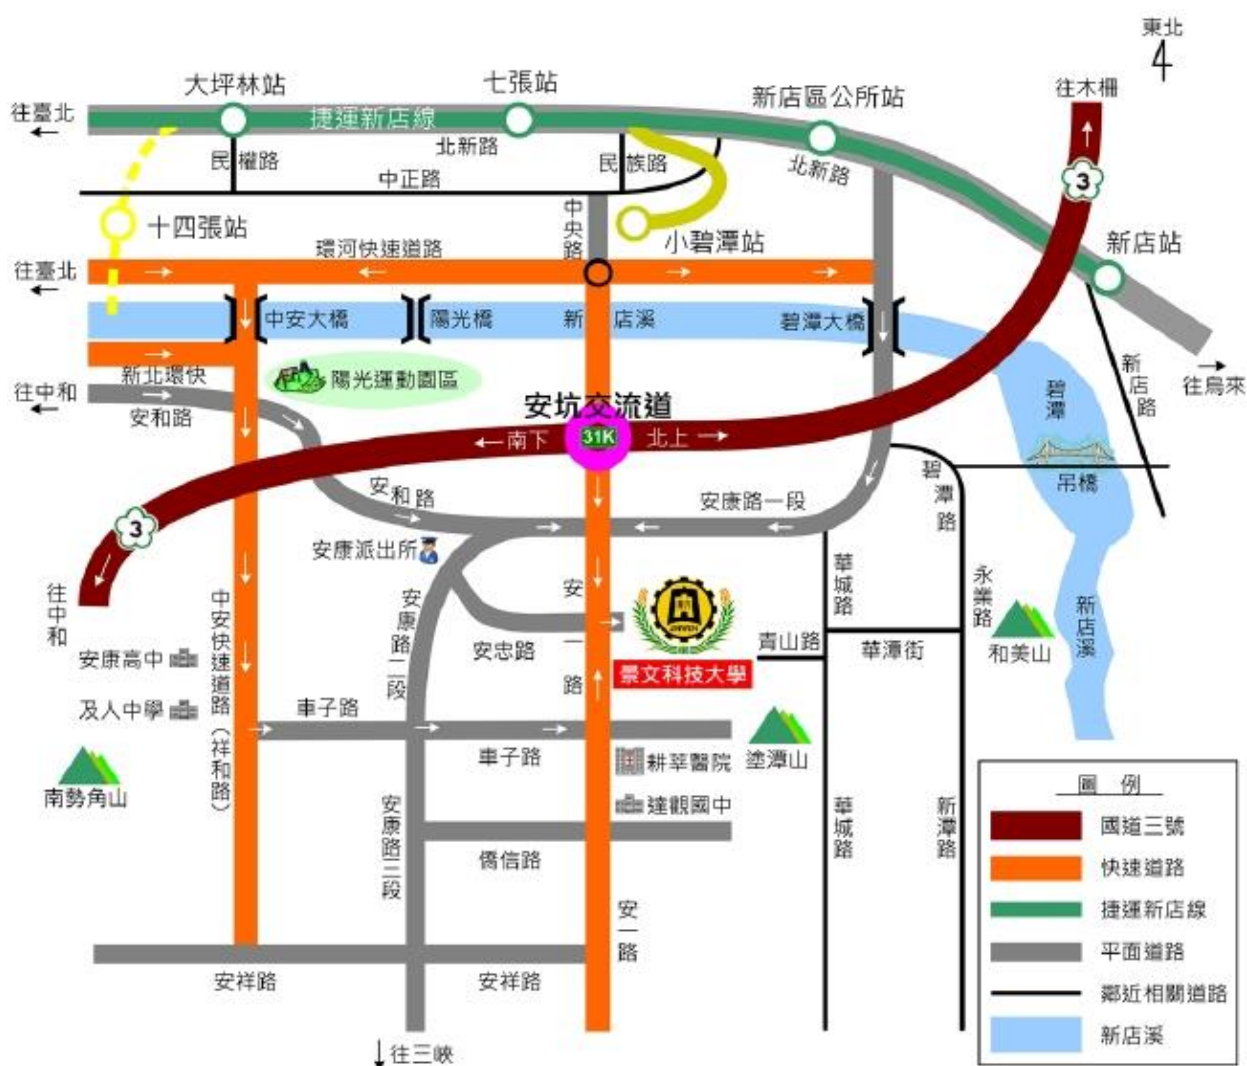 東北
往木柵
大坪林站
七張站
新店區公所站
往臺北
捷運新店線
北新路
北新路
民權路
民族路
中正路
3
十四張站
中央路
小碧潭站
新店站
環河快速道路
往臺北
中安大橋
陽光橋
新店溪
碧潭大橋
新北環快
陽光運動園區
往中和
安和路
安坑交流道
31K
南下
北上
碧潭
新店路
往烏來
碧潭路
吊橋
安和路
安康路一段
3
安康派出所
往中和
中安快速道路(祥和路)
安康路二段
安一路
安忠路
JINWEN
景文科技大學
華城路
青山路
華潭街
永業路
和美山
新店溪
安康高中
及人中學
車子路
車子路
南勢角山
耕莘醫院
塗潭山
達觀國中
安康路三段
僑信路
華城路
新潭路
安一路
安祥路
安祥路
往三峽
圖例
國道三號
快速道路
捷運新店線
平面道路
鄰近相關道路
新店溪